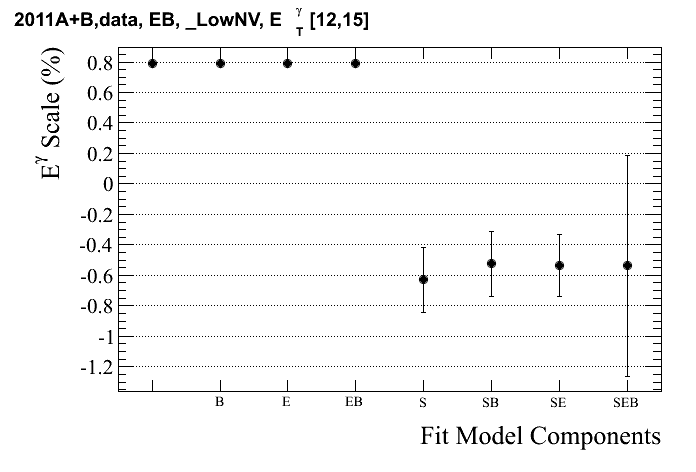 2011A+B,data, EB, _LowNV, E γ T [12,15]
Eγ Scale (%)
0.8
0.6
0.4
0.2
0
-0.2
-0.4
-0.6
-0.8
-1
-1.2
B E EB S SB SE SEB
Fit Model Components